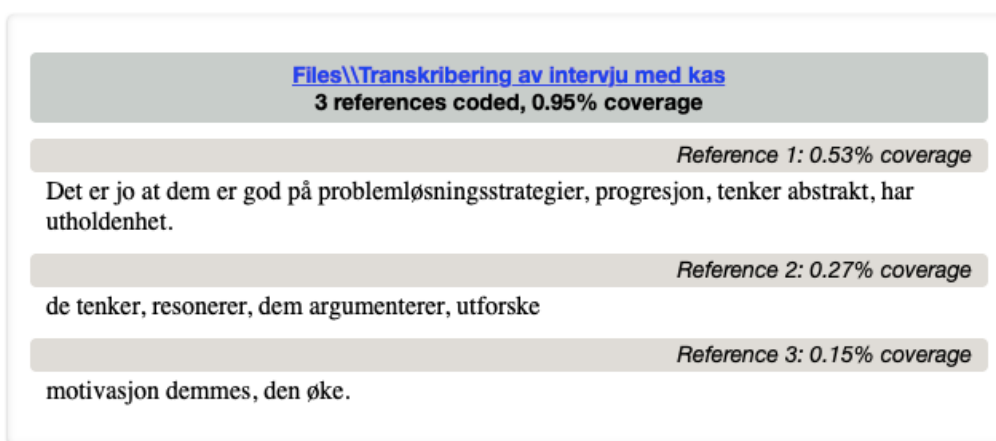 Files\\Transkribering av intervju med kas
3 references coded, 0.95% coverage
Reference 1: 0.53% coverage
Det er jo at dem er god på problemløsningsstrategier, progresjon, tenker abstrakt, har
utholdenhet.
Reference 2: 0.27% coverage
de tenker, resonerer, dem argumenterer, utforske
Reference 3: 0.15% coverage
motivasjon demmes, den øke.